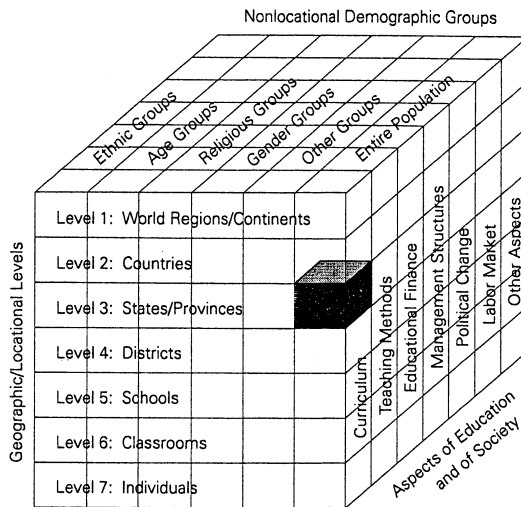 Nonlocational Demographic Groups
Ethnic Groups
Age Groups
Religious Groups
Gender Groups
Other Groups
Entire Population
Geographic/Locational Levels
Level 1: World Regions/Continents
Level 2: Countries
Level 3: States/Provinces
Level 4: Districts
Level 5: Schools
Level 6: Classrooms
Level 7: Individuals
Curriculum
Teaching Methods
Educational Finance
Management Structures
Political Change
Labor Market
Other Aspects
Aspects of Education
and of Society